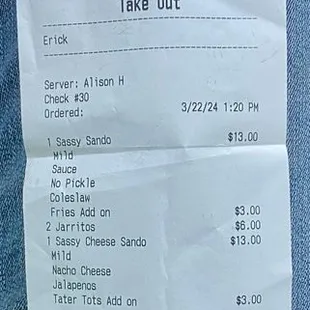 Take Out
Erick
Server: Alison H
Check #30
Ordered: 3/22/24 1:20 PM
1 Sassy Sando $13.00
Mild
Sauce
No Pickle
Coleslaw
Fries Add on $3.00
2 Jarritos $6.00
1 Sassy Cheese Sando $13.00
Mild
Nacho Cheese
Jalapenos
Tater Tots Add on $3.00